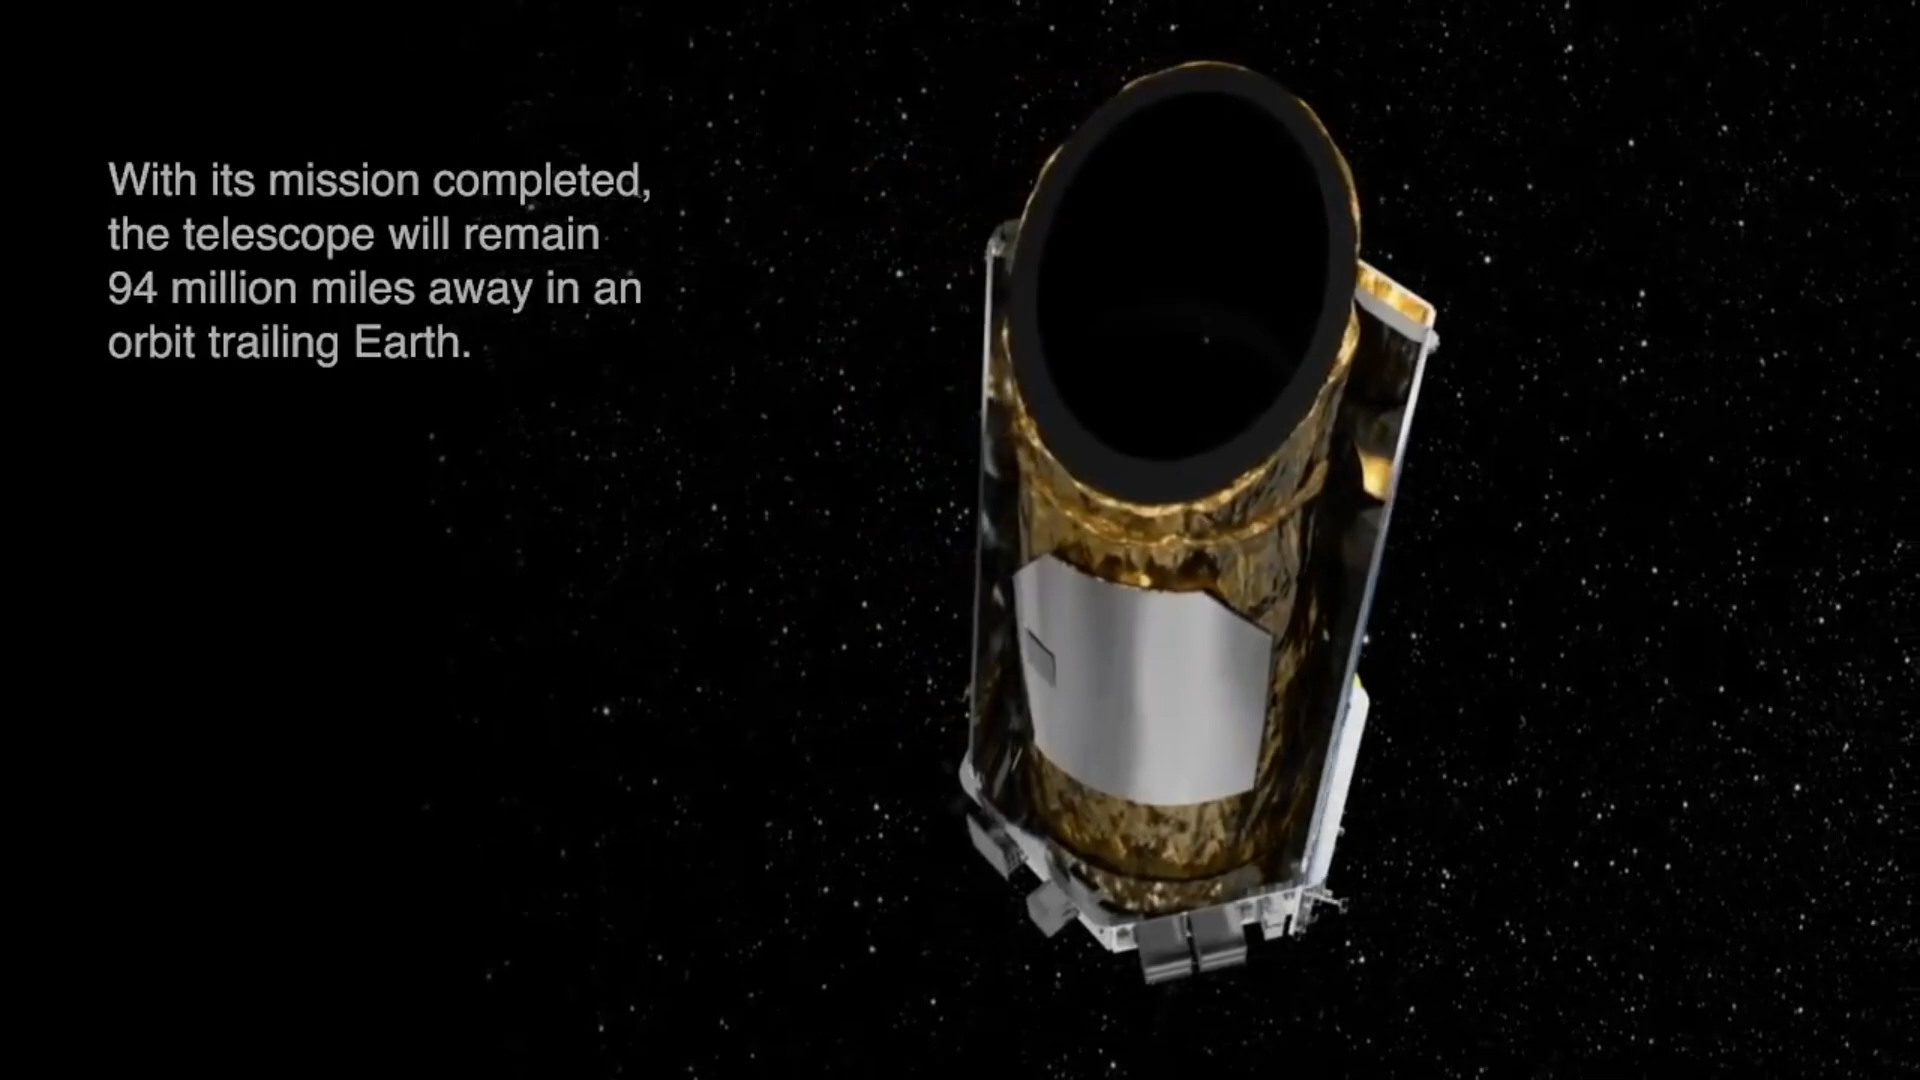 With its mission completed,
the telescope will remain
94 million miles away in an
orbit trailing Earth.